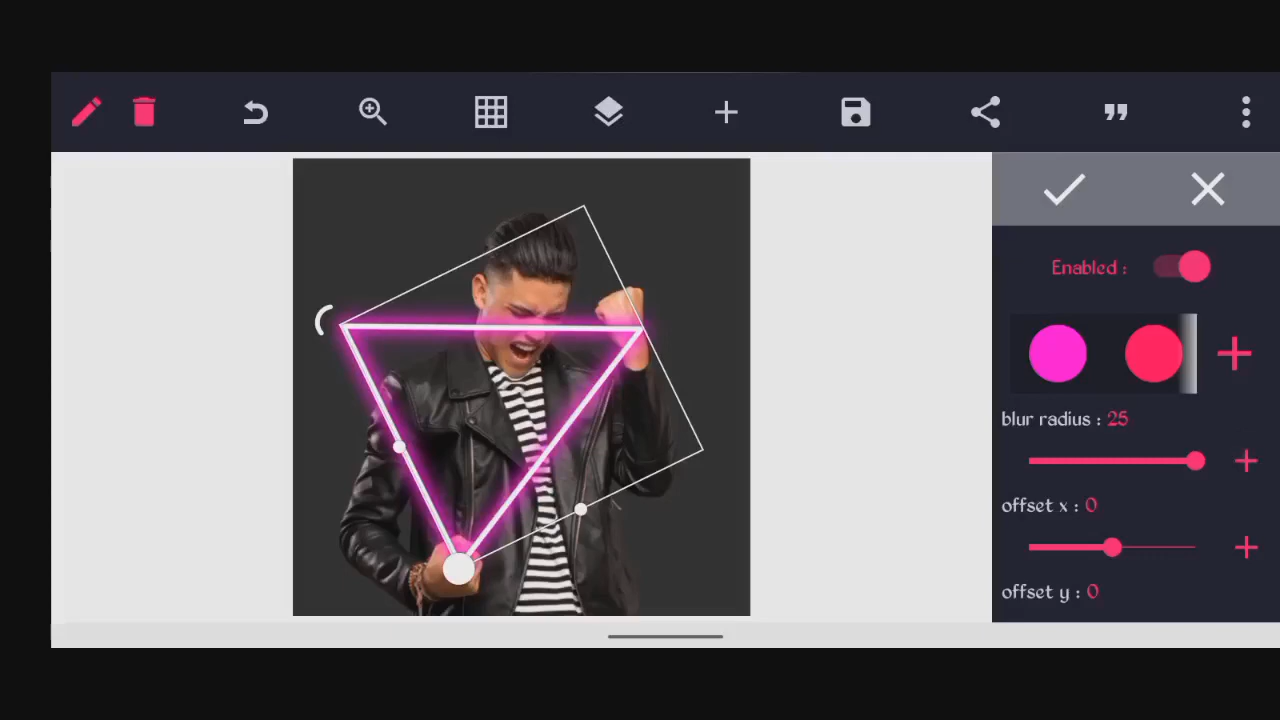 Enabled :
blur radius : 25
offset x : 0
offset y : 0